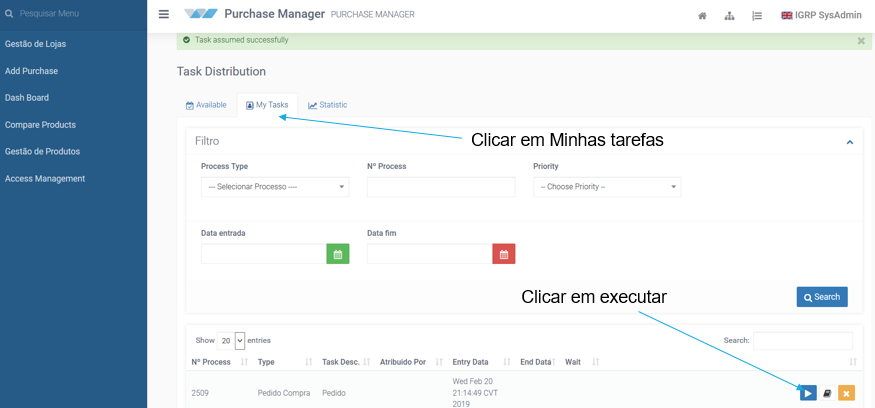 Pesquisar Menu
Purchase Manager PURCHASE MANAGER
IGRP SysAdmin
Task assumed successfully
Gestão de Lojas
Add Purchase
Dash Board
Compare Products
Gestão de Produtos
Access Management
Task Distribution
Available
My Tasks
Statistic
Clicar em Minhas tarefas
Filtro
Process Type
Nº Process
Priority
--- Selecionar Processo ----
-- Choose Priority --
Data entrada
Data fim
Search
Clicar em executar
Show 20 entries
Search:
Nº Process Type Task Desc. Atribuido Por Entry Data End Data Wait
2509 Pedido Compra Pedido
Wed Feb 20
21:14:49 CVT
2019